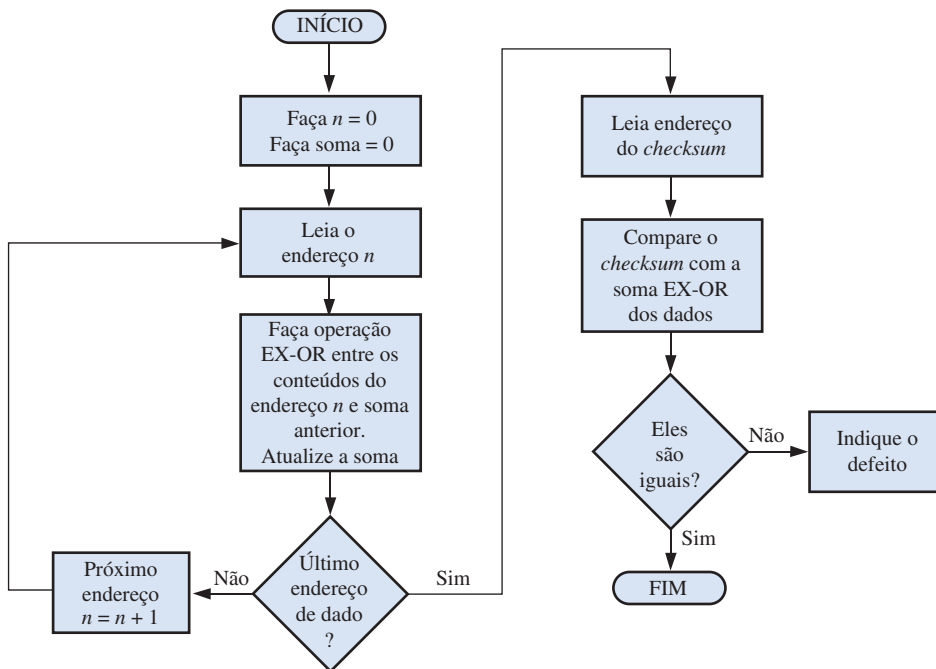 INÍCIO
Faça n = 0
Faça soma = 0
Leia o
endereço n
Faça operação
EX-OR entre os
conteúdos do
endereço n e soma
anterior.
Atualize a soma
Último
endereço
de dado
?
Não
Próximo
endereço
n = n + 1
Sim
Leia endereço
do checksum
Compare o
checksum com a
soma EX-OR
dos dados
Eles
são
iguais?
Não
Indique o
defeito
Sim
FIM